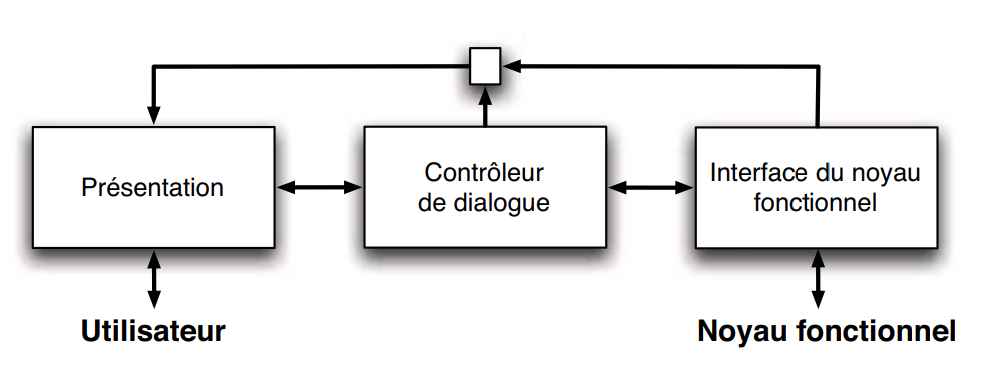 Présentation
Contrôleur
de dialogue
Interface du noyau
fonctionnel
Utilisateur
Noyau fonctionnel